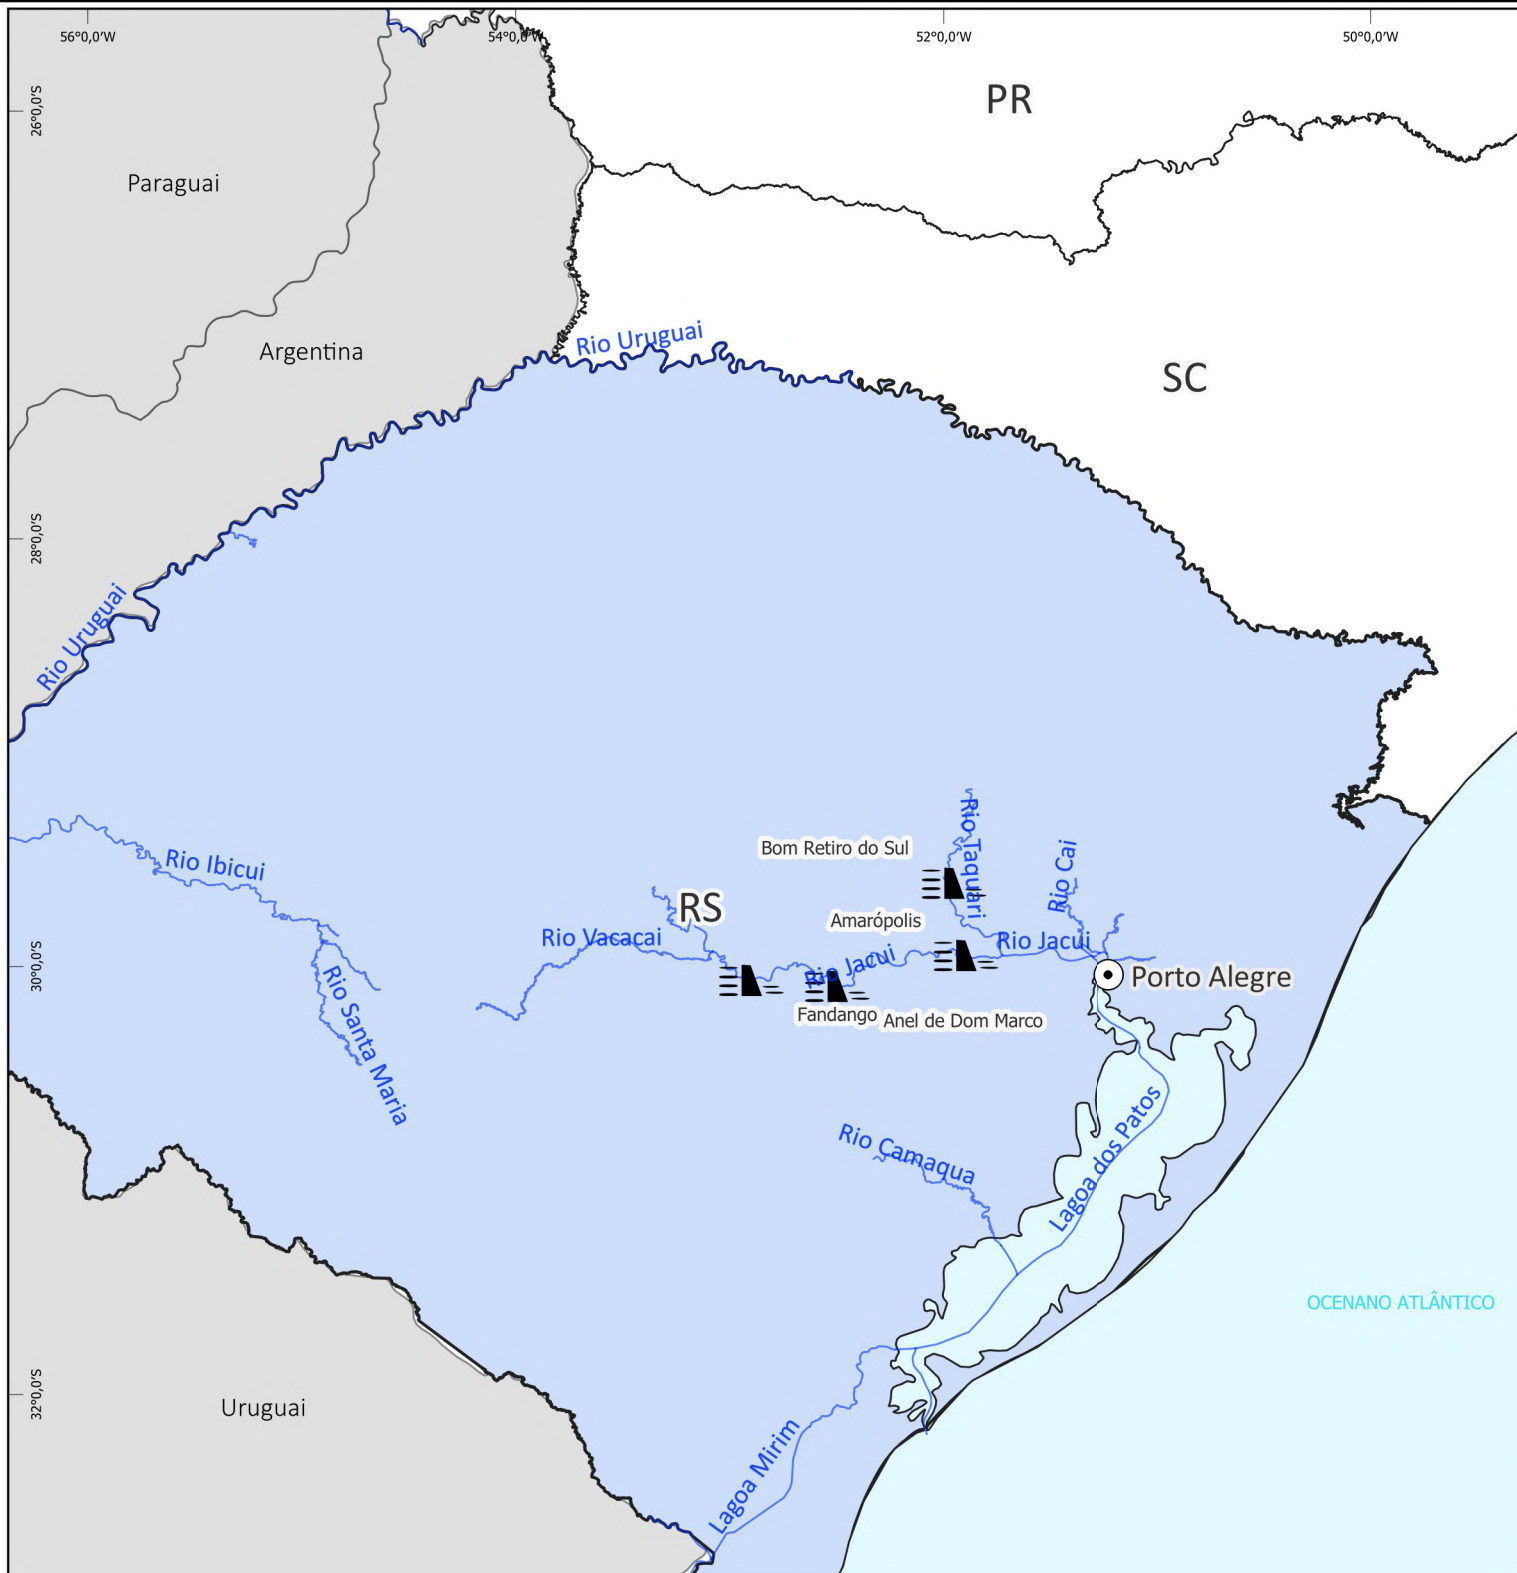 56°0,0'W
54°0,0'W
52°0,0'W
50°0,0'W
26°0,0'S
PR
Paraguai
Rio Uruguai
Argentina
SC
28°0,0'S
Rio Uruguai
Rio Taquari
Bom Retiro do Sul
Rio Cai
Rio Ibicui
RS
Amarópolis
Rio Vacacai
Rio Jacui
Rio Jacui
30°0,0'S
Porto Alegre
Fandango
Anel de Dom Marco
Rio Santa Maria
Rio Camaqua
Lagoa dos Patos
OCENANO ATLÂNTICO
32°0,0'S
Uruguai
Lagoa Mirim